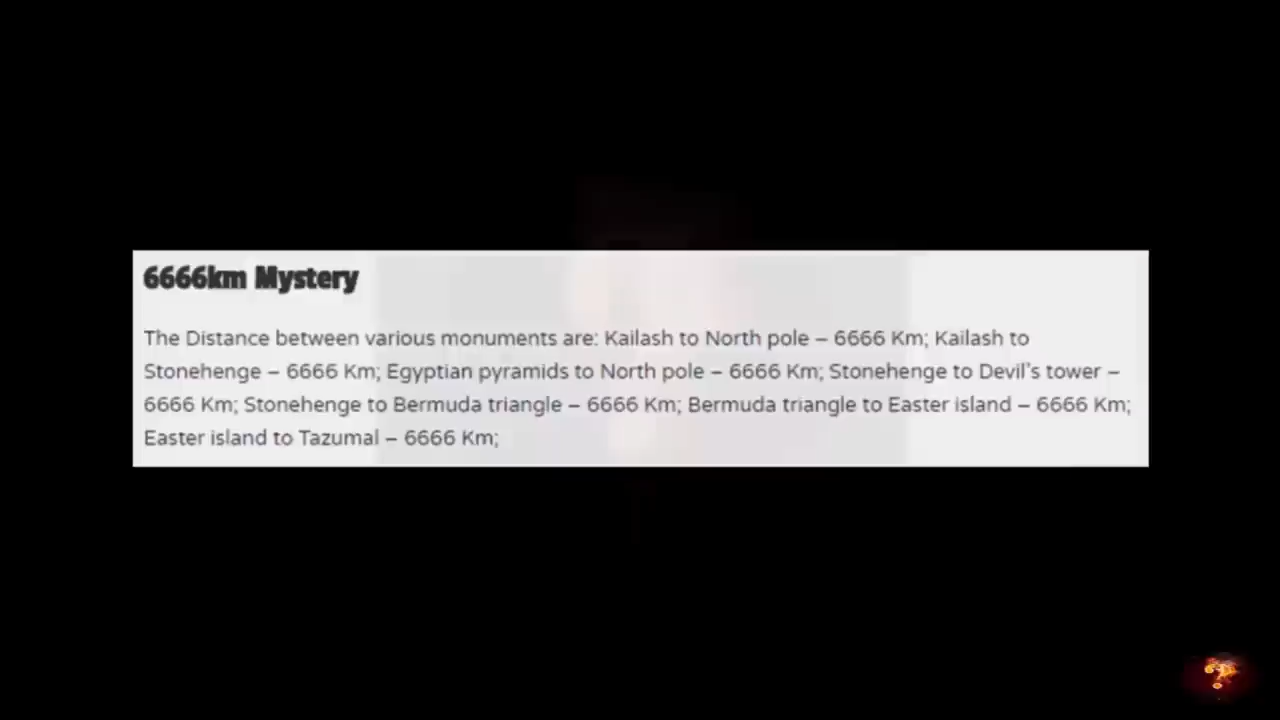 6666km Mystery
The Distance between various monuments are: Kailash to North pole – 6666 Km; Kailash to
Stonehenge – 6666 Km; Egyptian pyramids to North pole – 6666 Km; Stonehenge to Devil's tower –
6666 Km; Stonehenge to Bermuda triangle – 6666 Km; Bermuda triangle to Easter island – 6666 Km;
Easter island to Tazumal – 6666 Km;